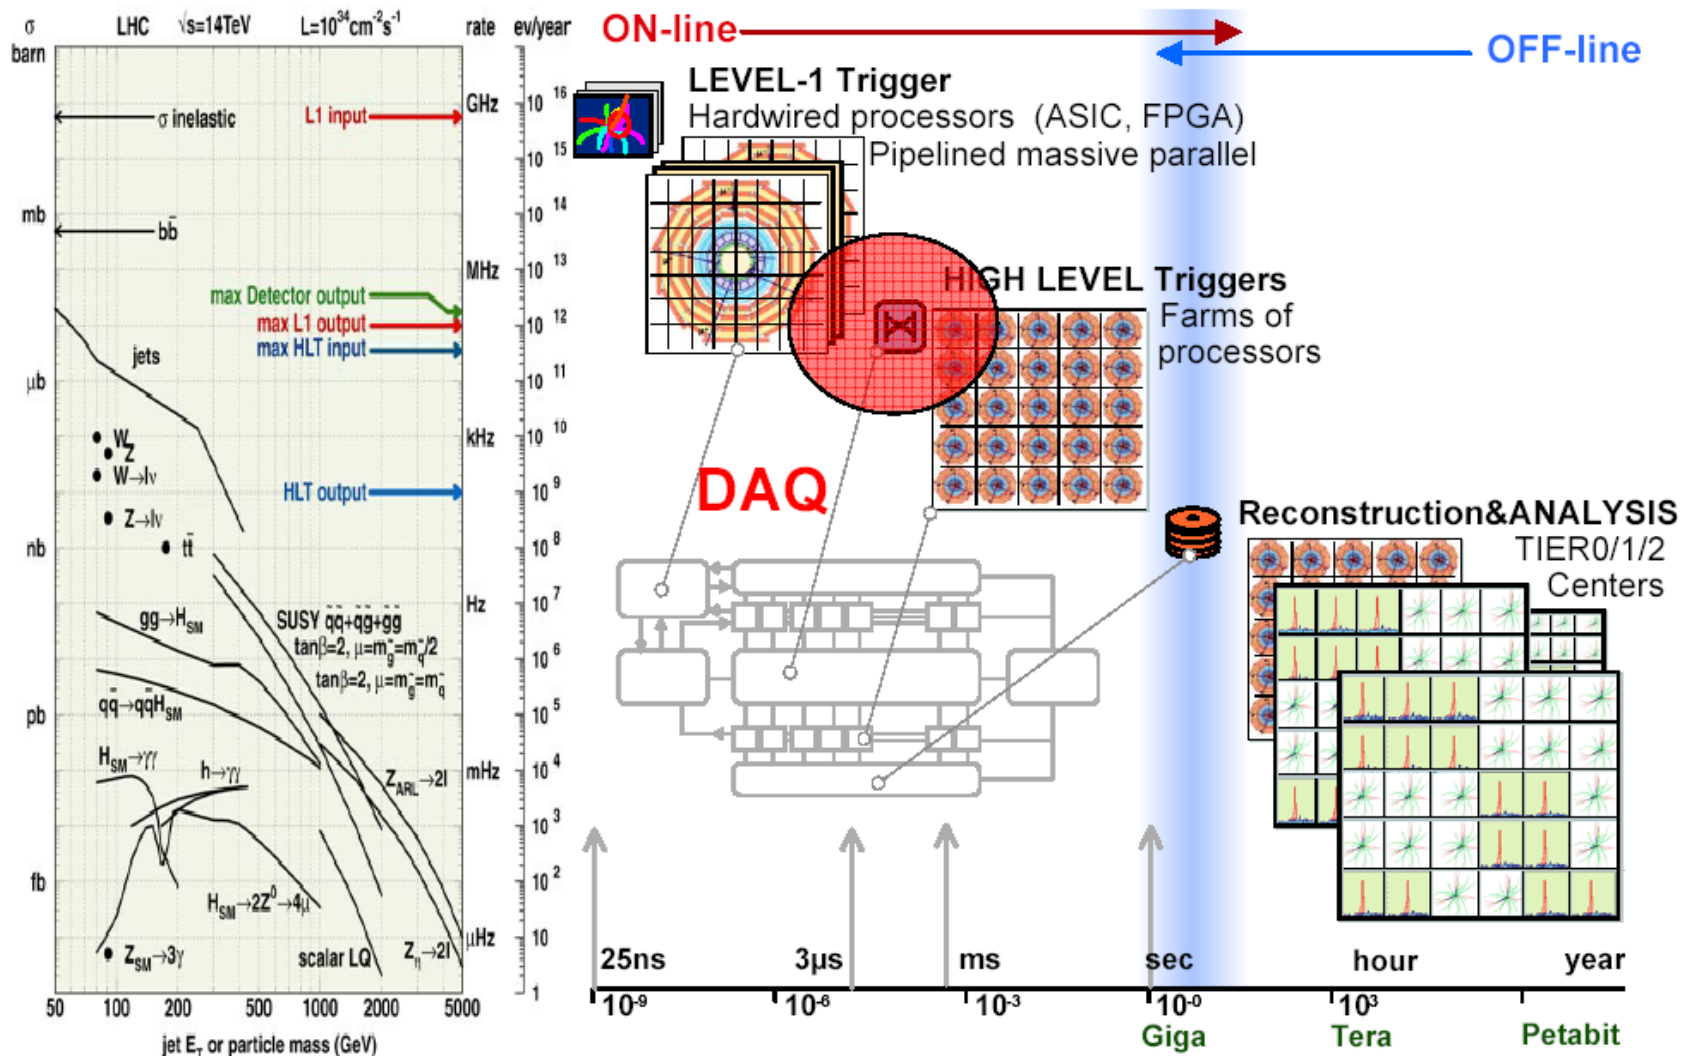 σ LHC √s=14TeV L=10³⁴cm⁻²s⁻¹ rate ev/year
barn
GHz
10¹⁶
σ inelastic
L1 input
10¹⁵
mb
10¹⁴
bb̄
MHz
10¹³
max Detector output
max L1 output
10¹²
max HLT input
jets
μb
10¹¹
W
kHz
10¹⁰
Z
W→lν
HLT output
10⁹
Z→lν
nb
tt̄
10⁸
Hz
10⁷
gg→H_SM
SUSY q̃q̃+q̃g̃+g̃g̃
tanβ=2, μ=m_g̃=m_q̃/2
tanβ=2, μ=m_g̃=m_q̃
10⁶
qq̄→qq̄H_SM
pb
10⁵
H_SM→γγ
h→γγ
mHz
10⁴
Z_ARL→2l
10³
fb
10²
H_SM→2Z⁰→4μ
μHz
10
Z_SM→3γ
scalar LQ
Z_η→2l
1
50 100 200 500 1000 2000 5000
jet E_T or particle mass (GeV)
ON-line
OFF-line
LEVEL-1 Trigger
Hardwired processors (ASIC, FPGA)
Pipelined massive parallel
HIGH LEVEL Triggers
Farms of
processors
DAQ
Reconstruction&ANALYSIS
TIER0/1/2
Centers
25ns 3μs ms sec hour year
10⁻⁹ 10⁻⁶ 10⁻³ 10⁻⁰ 10³
Giga Tera Petabit